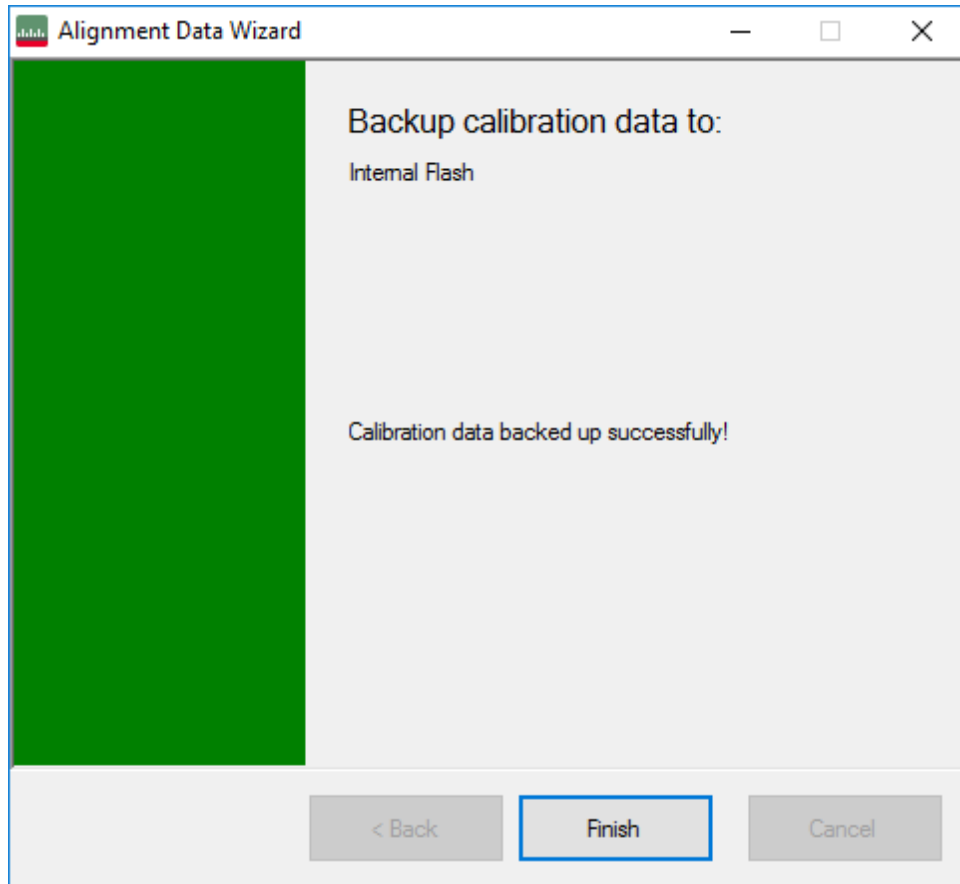 Alignment Data Wizard
Backup calibration data to:
Internal Flash
Calibration data backed up successfully!
< Back
Finish
Cancel